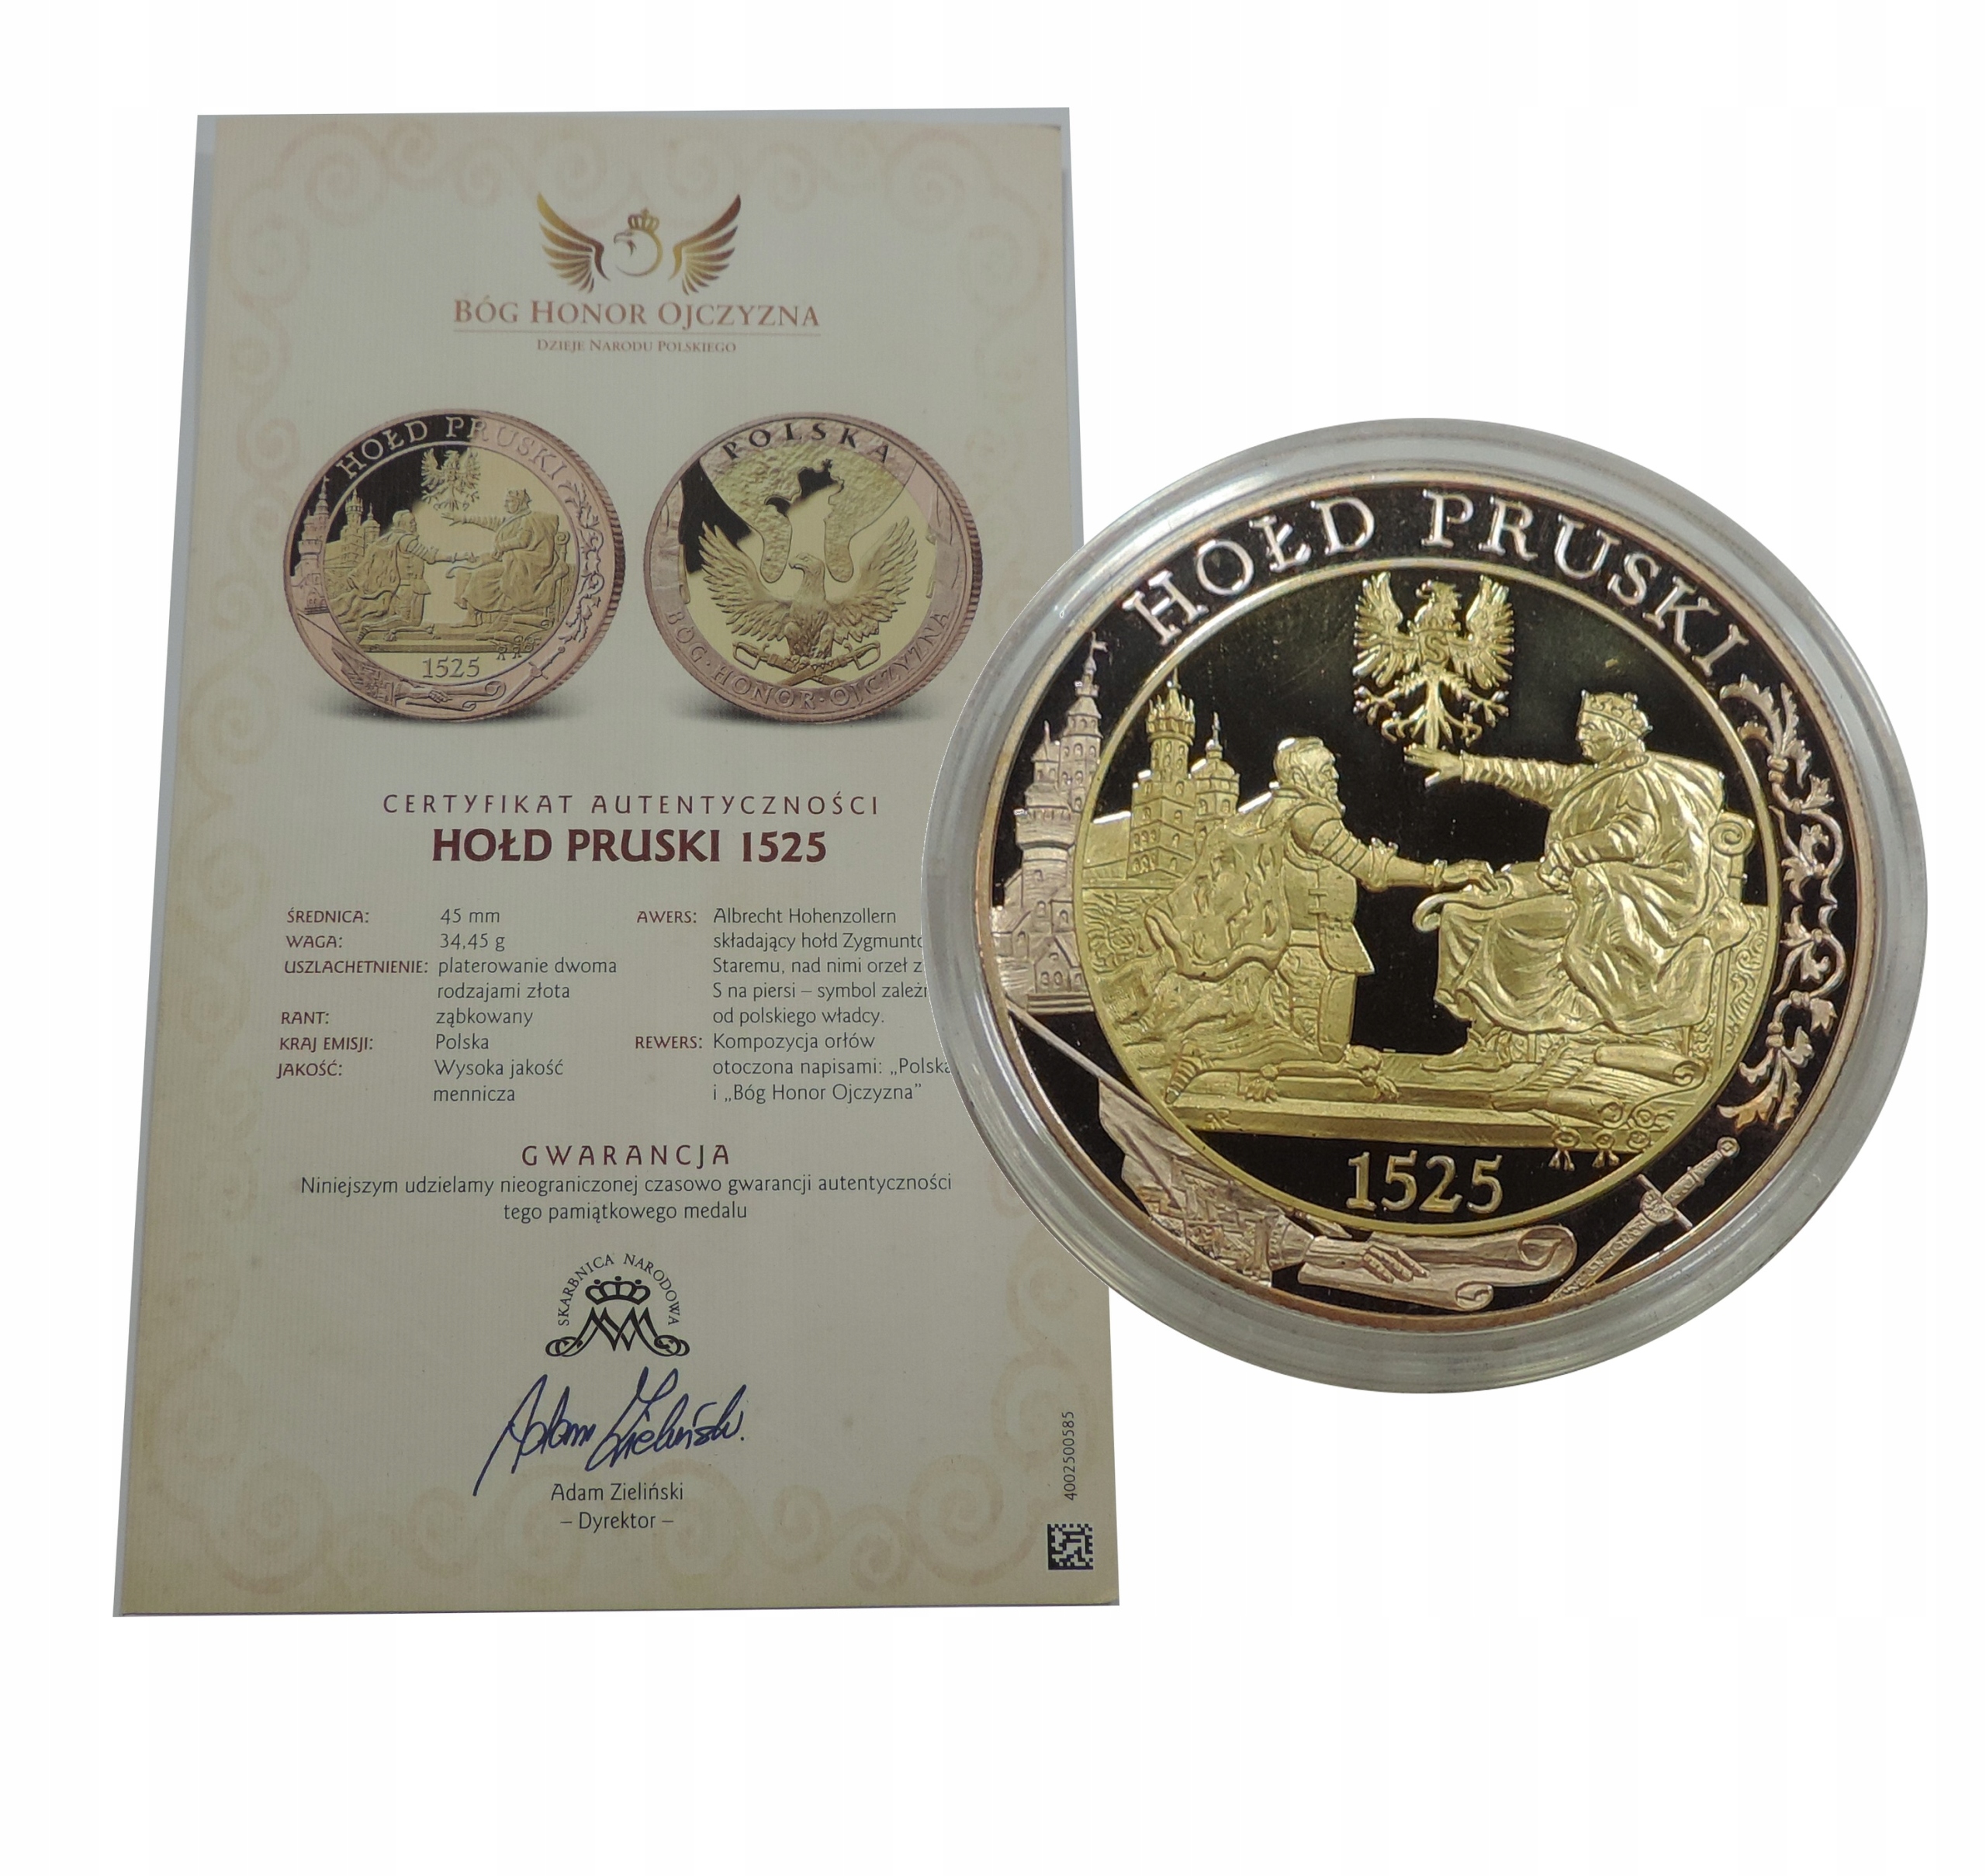 BÓG HONOR OJCZYZNA
DZIEJE NARODU POLSKIEGO
HOŁD PRUSKI
1525
POLSKA
BÓG · HONOR · OJCZYZNA
CERTYFIKAT AUTENTYCZNOŚCI
HOŁD PRUSKI 1525
ŚREDNICA: 45 mm
WAGA: 34,45 g
USZLACHETNIENIE: platerowanie dwoma
rodzajami złota
RANT: ząbkowany
KRAJ EMISJI: Polska
JAKOŚĆ: Wysoka jakość
mennicza
AWERS: Albrecht Hohenzollern
składający hołd Zygmunto
Staremu, nad nimi orzeł z
S na piersi – symbol zależn
od polskiego władcy.
REWERS: Kompozycja orłów
otoczona napisami: „Polska
i „Bóg Honor Ojczyzna”
GWARANCJA
Niniejszym udzielamy nieograniczonej czasowo gwarancji autentyczności
tego pamiątkowego medalu
SKARBNICA NARODOWA
Adam Zieliński
Adam Zieliński
– Dyrektor –
4002500585
HOŁD PRUSKI
S
1525